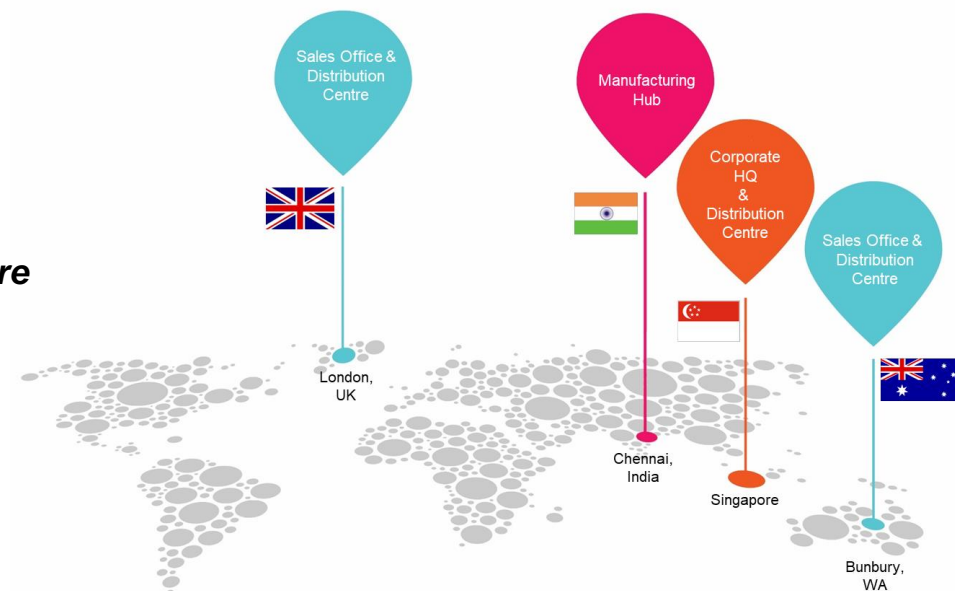 Sales Office &
Distribution
Centre
Manufacturing
Hub
Corporate
HQ
&
Distribution
Centre
Sales Office &
Distribution
Centre
re
London,
UK
Chennai,
India
Singapore
Bunbury,
WA